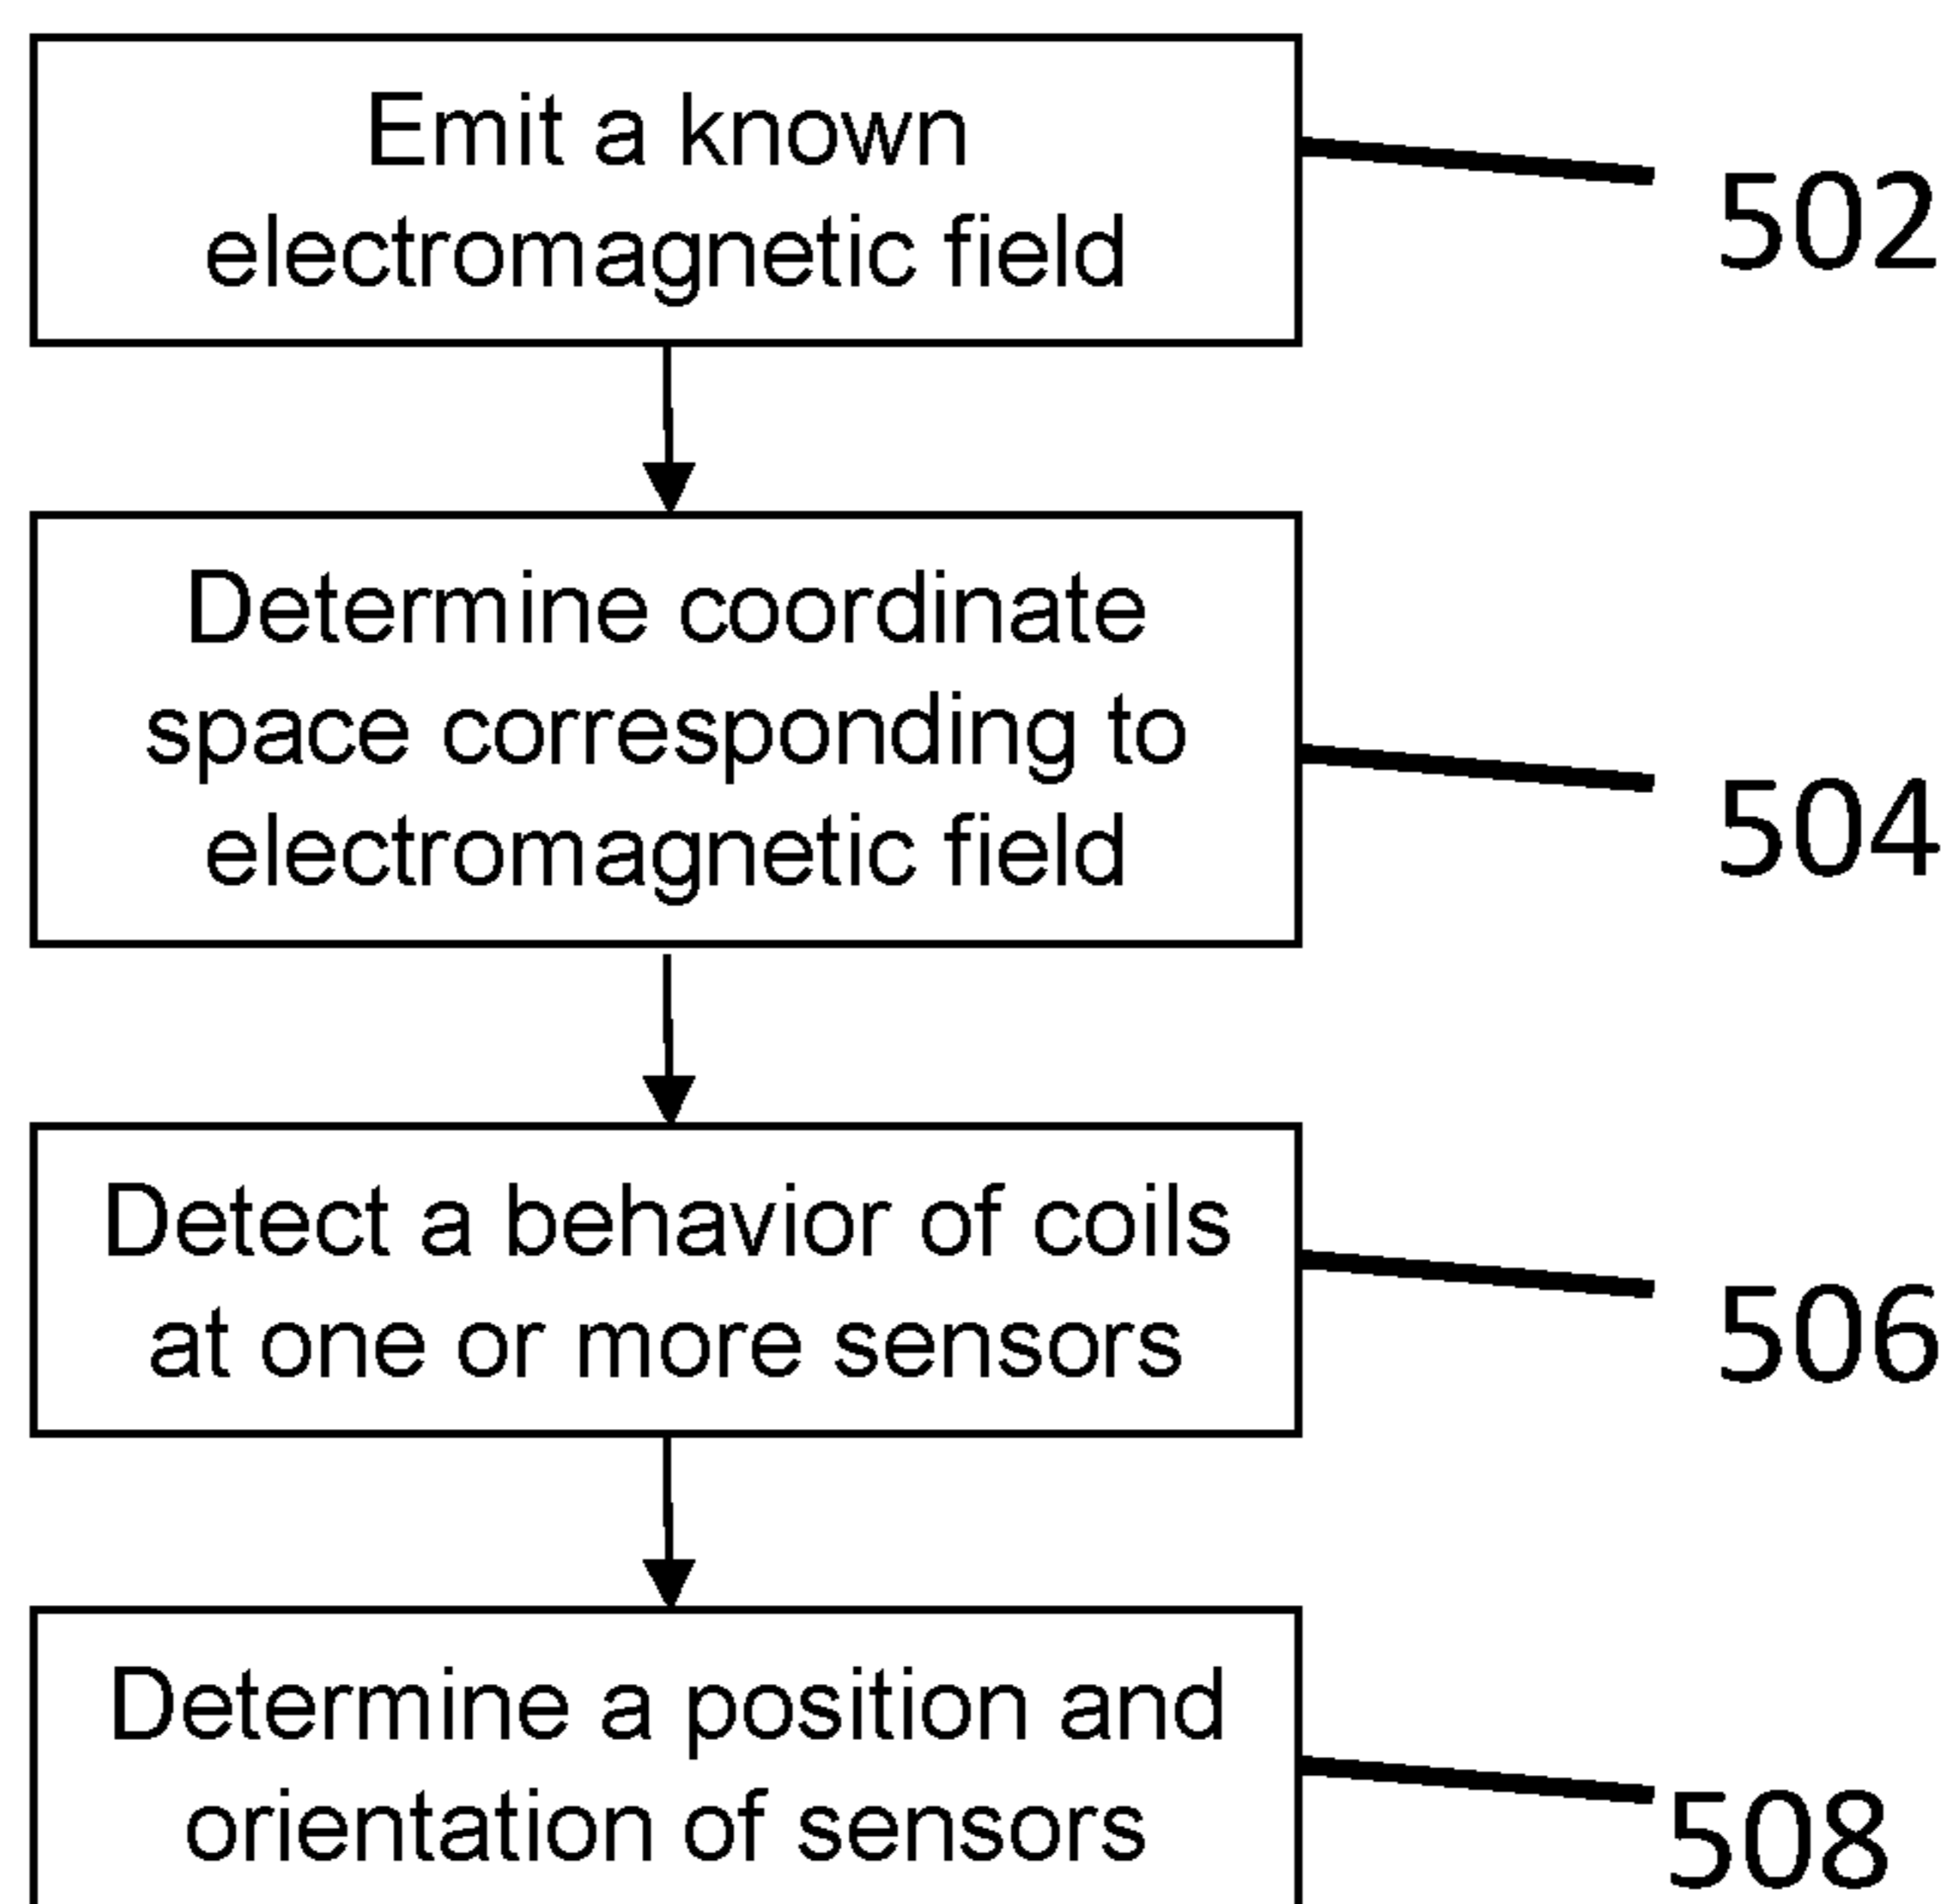 Emit a known
electromagnetic field
502
Determine coordinate
space corresponding to
electromagnetic field
504
Detect a behavior of coils
at one or more sensors
506
Determine a position and
orientation of sensors
508